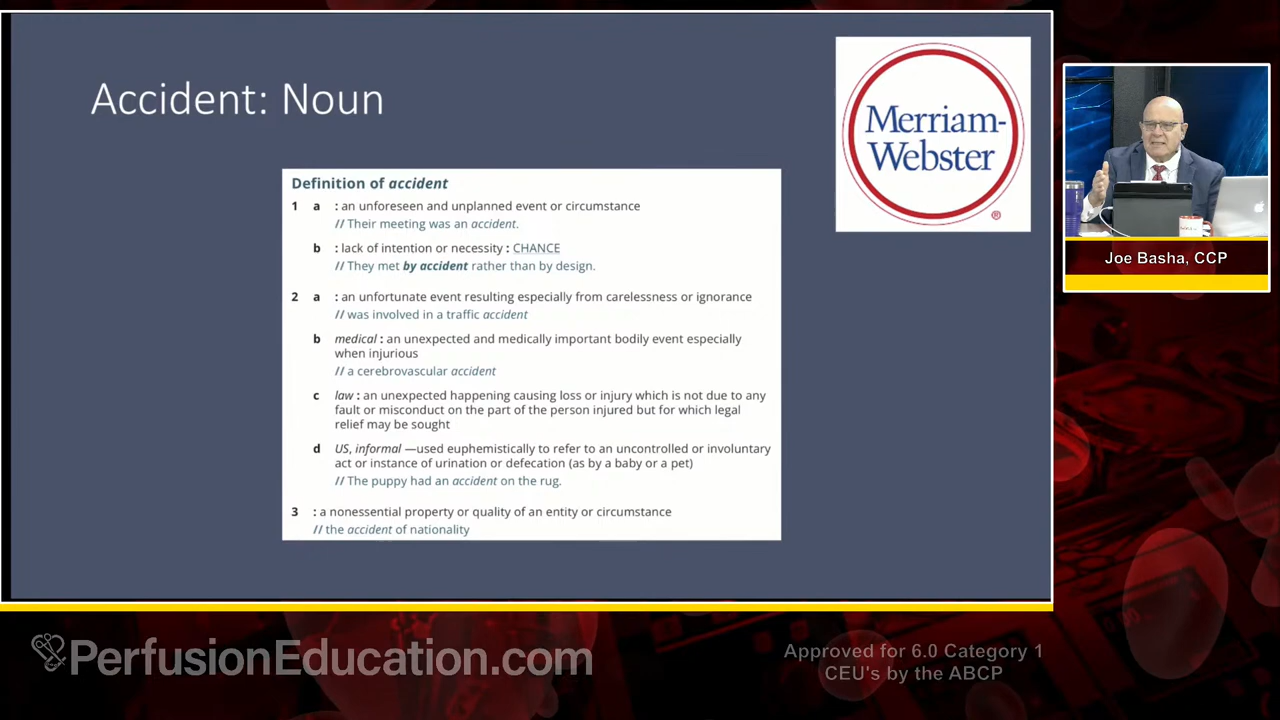 Accident: Noun
Merriam-
Webster
®
Definition of accident
1 a : an unforeseen and unplanned event or circumstance
// Their meeting was an accident.
b : lack of intention or necessity : CHANCE
// They met by accident rather than by design.
2 a : an unfortunate event resulting especially from carelessness or ignorance
// was involved in a traffic accident
b medical : an unexpected and medically important bodily event especially
when injurious
// a cerebrovascular accident
c law : an unexpected happening causing loss or injury which is not due to any
fault or misconduct on the part of the person injured but for which legal
relief may be sought
d US, informal —used euphemistically to refer to an uncontrolled or involuntary
act or instance of urination or defecation (as by a baby or a pet)
// The puppy had an accident on the rug.
3 : a nonessential property or quality of an entity or circumstance
// the accident of nationality
Joe Basha, CCP
PerfusionEducation.com
Approved for 6.0 Category 1
CEU's by the ABCP